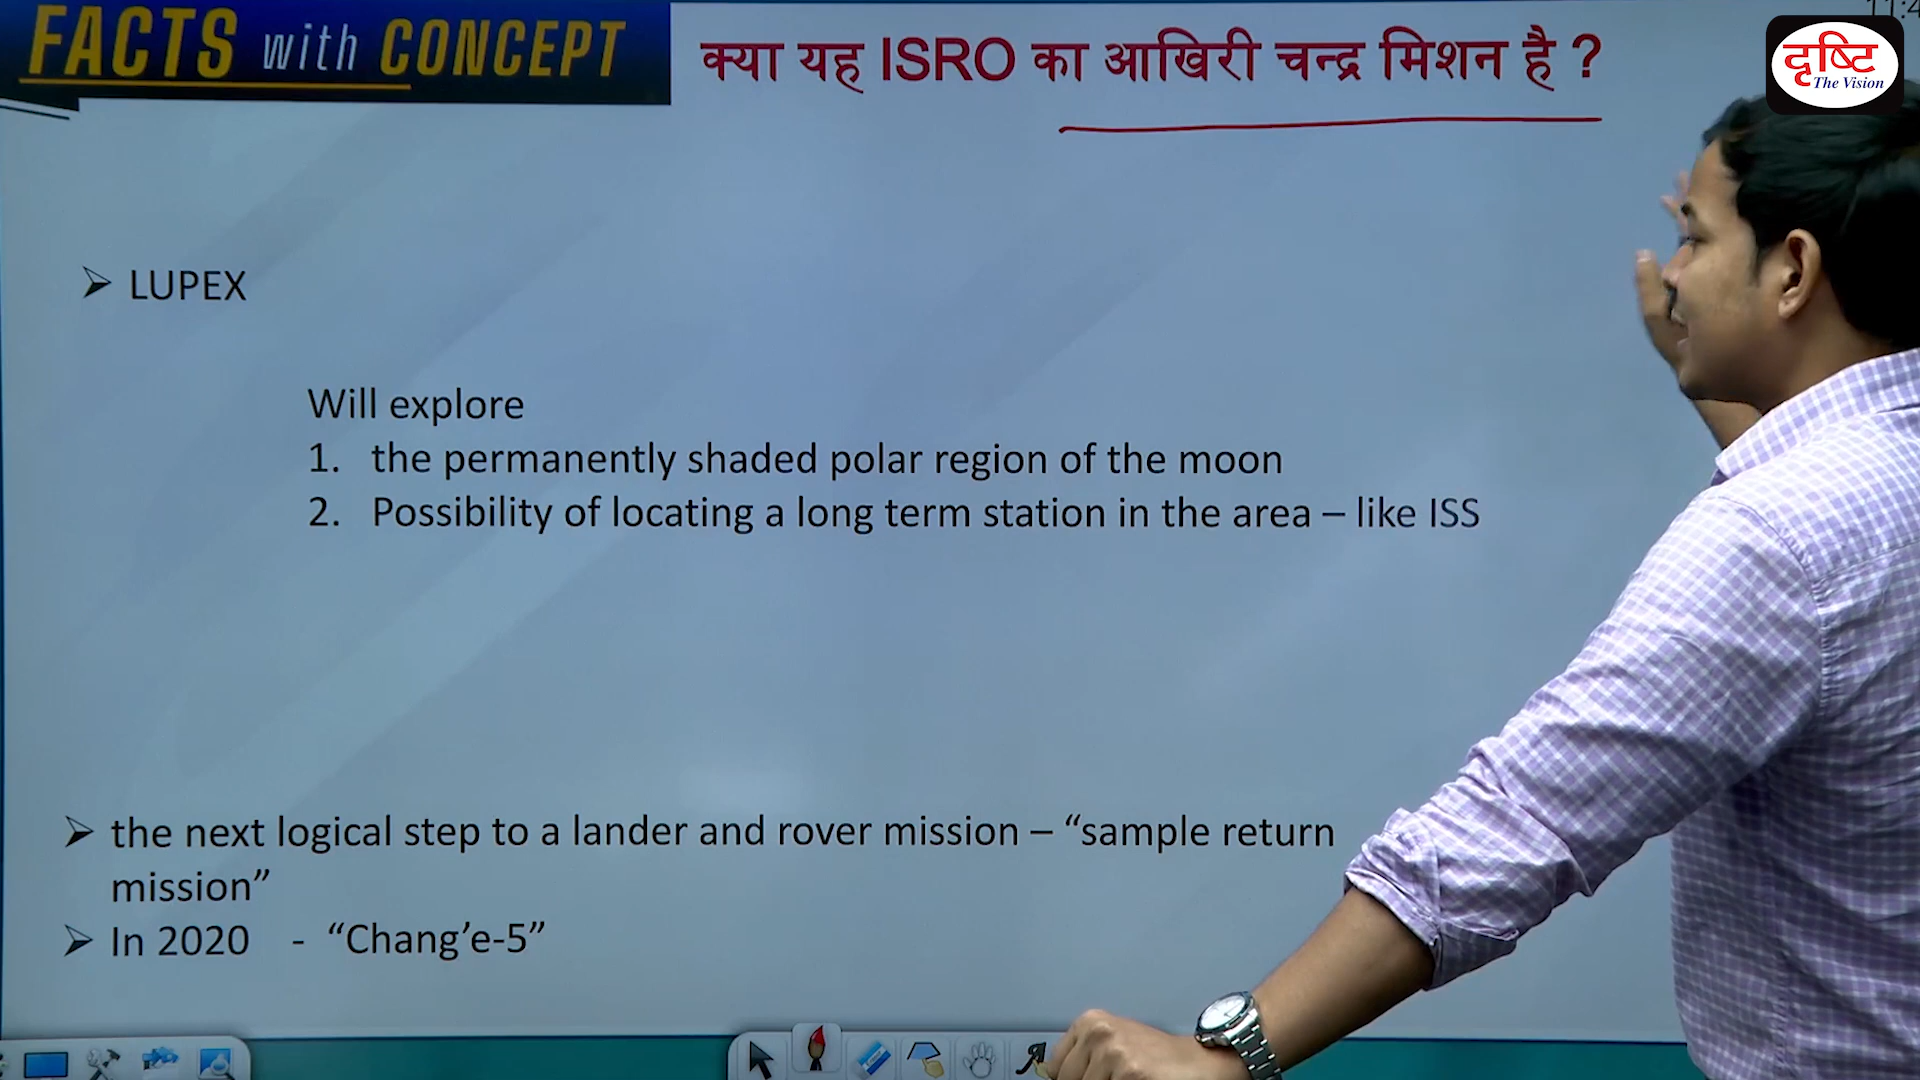 FACTS with CONCEPT
क्या यह ISRO का आखिरी चन्द्र मिशन है ?
दृष्टि
The Vision
➢ LUPEX
Will explore
1. the permanently shaded polar region of the moon
2. Possibility of locating a long term station in the area – like ISS
➢ the next logical step to a lander and rover mission – “sample return
mission”
➢ In 2020 - “Chang’e-5”